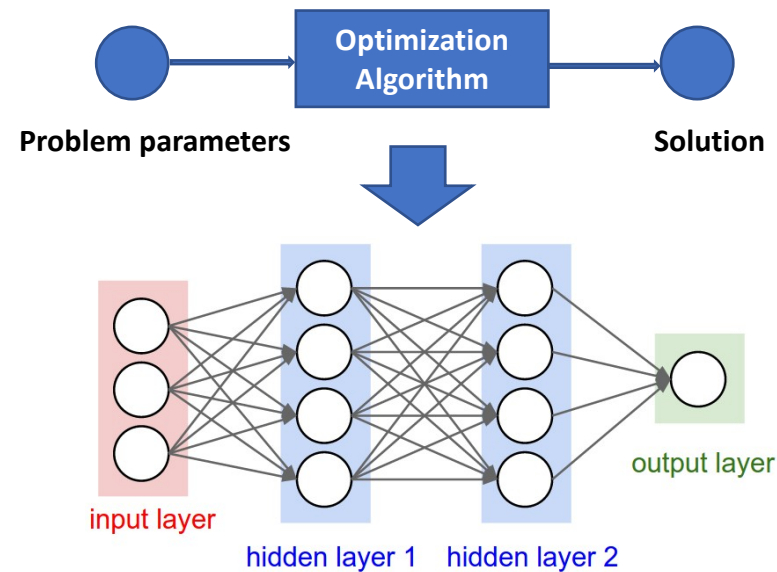 Optimization
Algorithm
Problem parameters
Solution
input layer
hidden layer 1
hidden layer 2
output layer